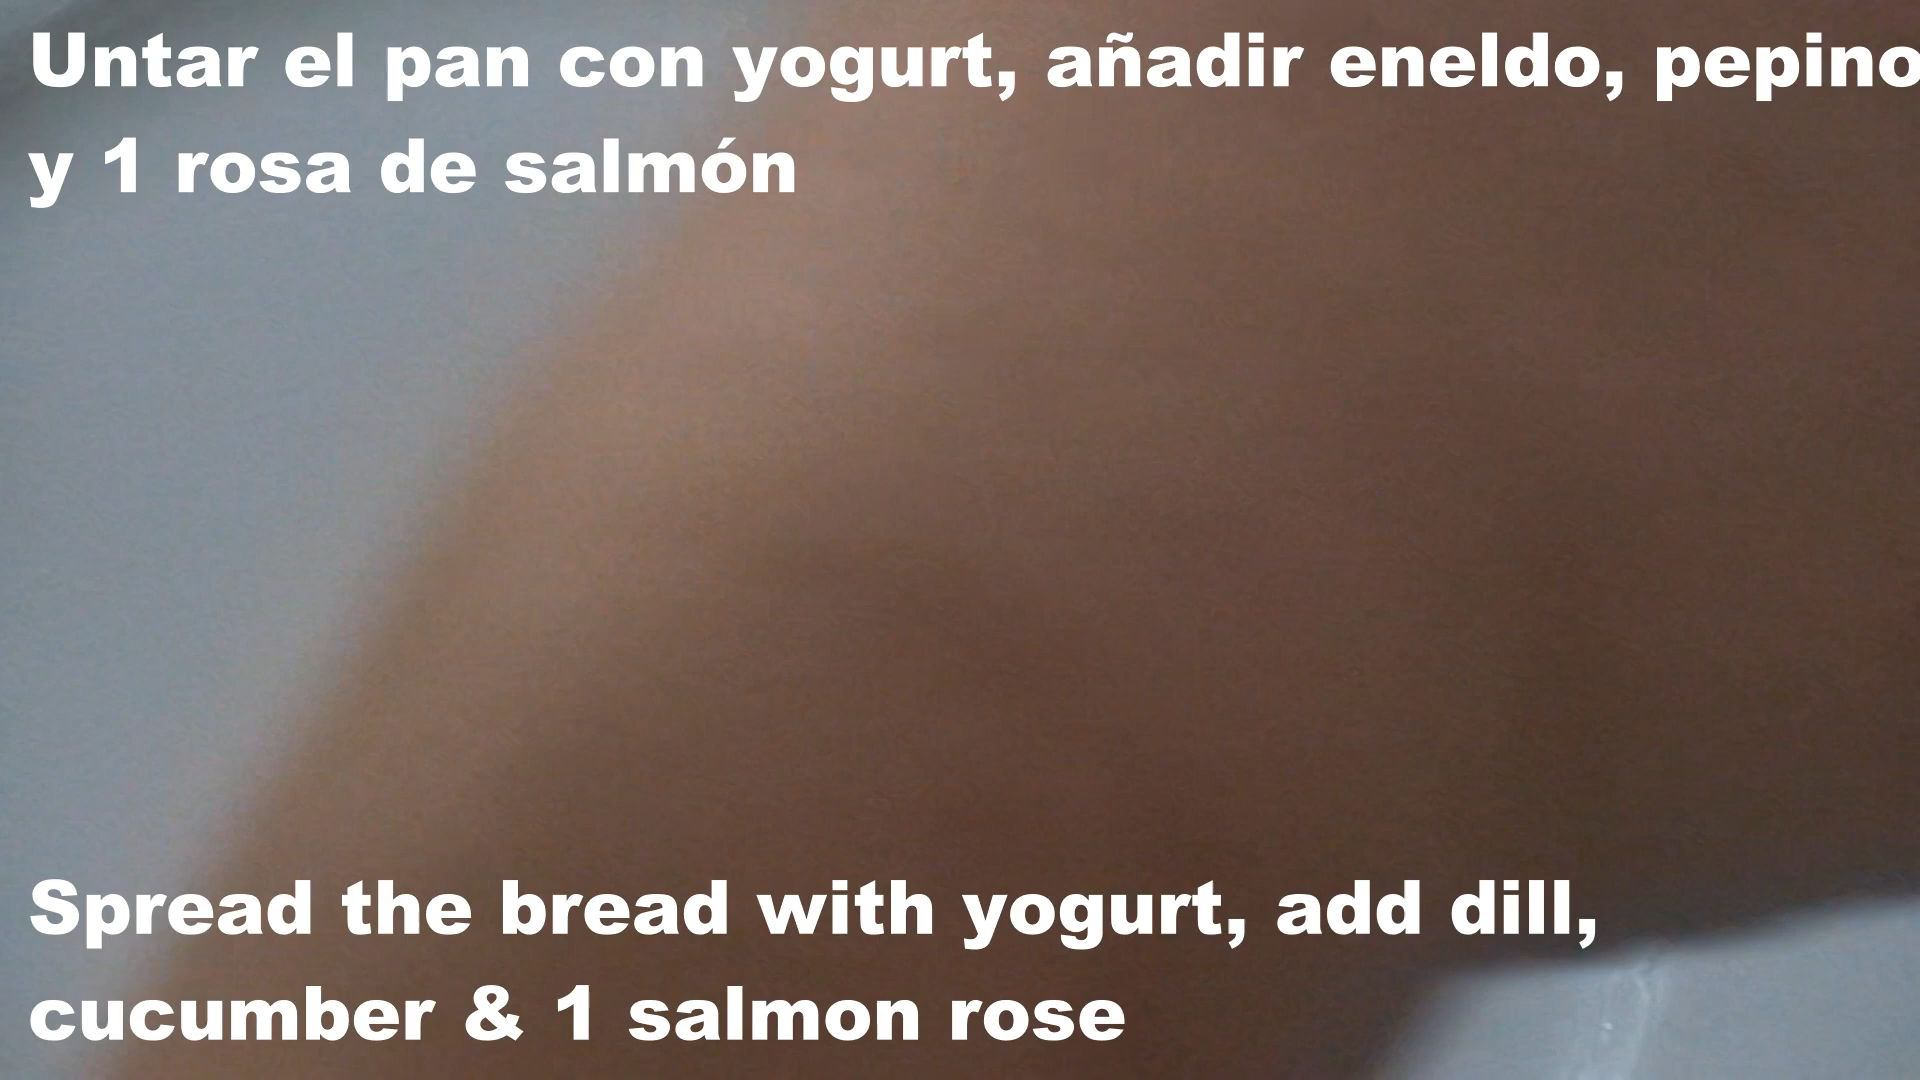 Untar el pan con yogurt, añadir eneldo, pepino
y 1 rosa de salmón
Spread the bread with yogurt, add dill,
cucumber & 1 salmon rose